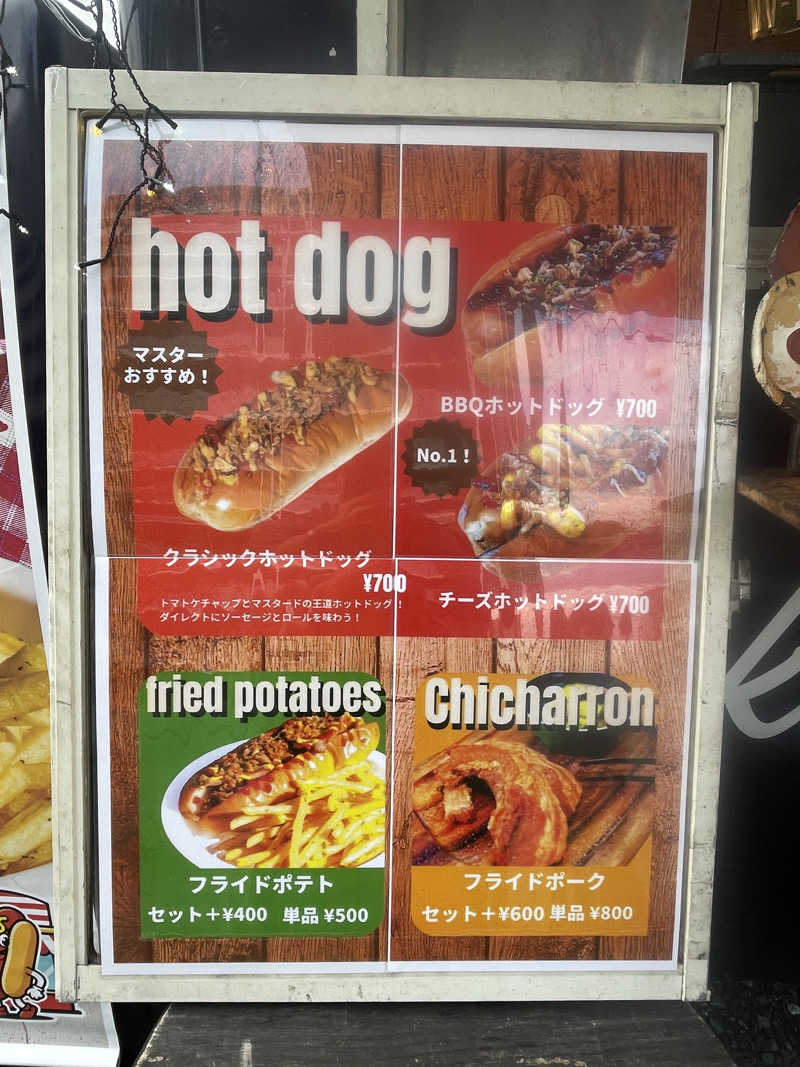 hot dog
マスター
おすすめ！
BBQホットドッグ ¥700
No.1！
クラシックホットドッグ
¥700
トマトケチャップとマスタードの王道ホットドッグ！
ダイレクトにソーセージとロールを味わう！
チーズホットドッグ ¥700
fried potatoes
フライドポテト
セット＋¥400 単品 ¥500
Chicharron
フライドポーク
セット＋¥600 単品 ¥800